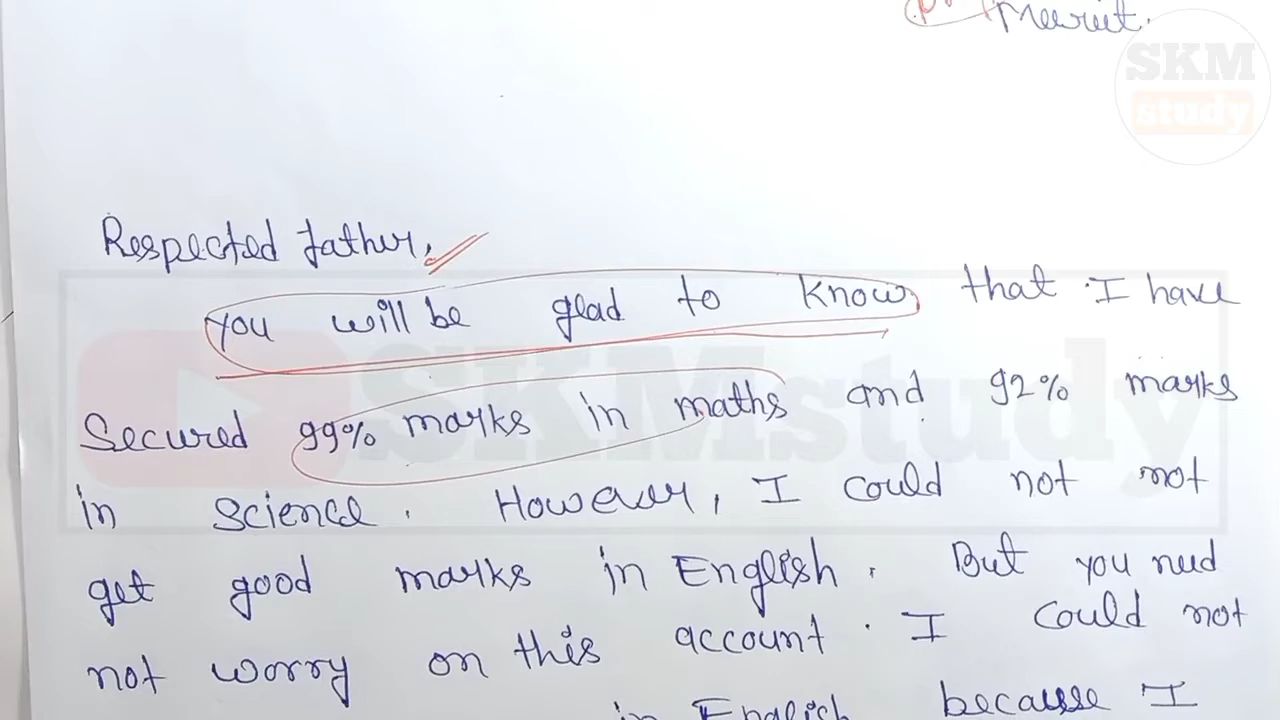 Meerut.
SKM
study
Respected father,
you will be glad to know that I have
SKMstudy
Secured 99% marks in maths and 92% marks
in Science. However, I could not not
get good marks in English. But you need
not worry on this account. I could not
in English because I